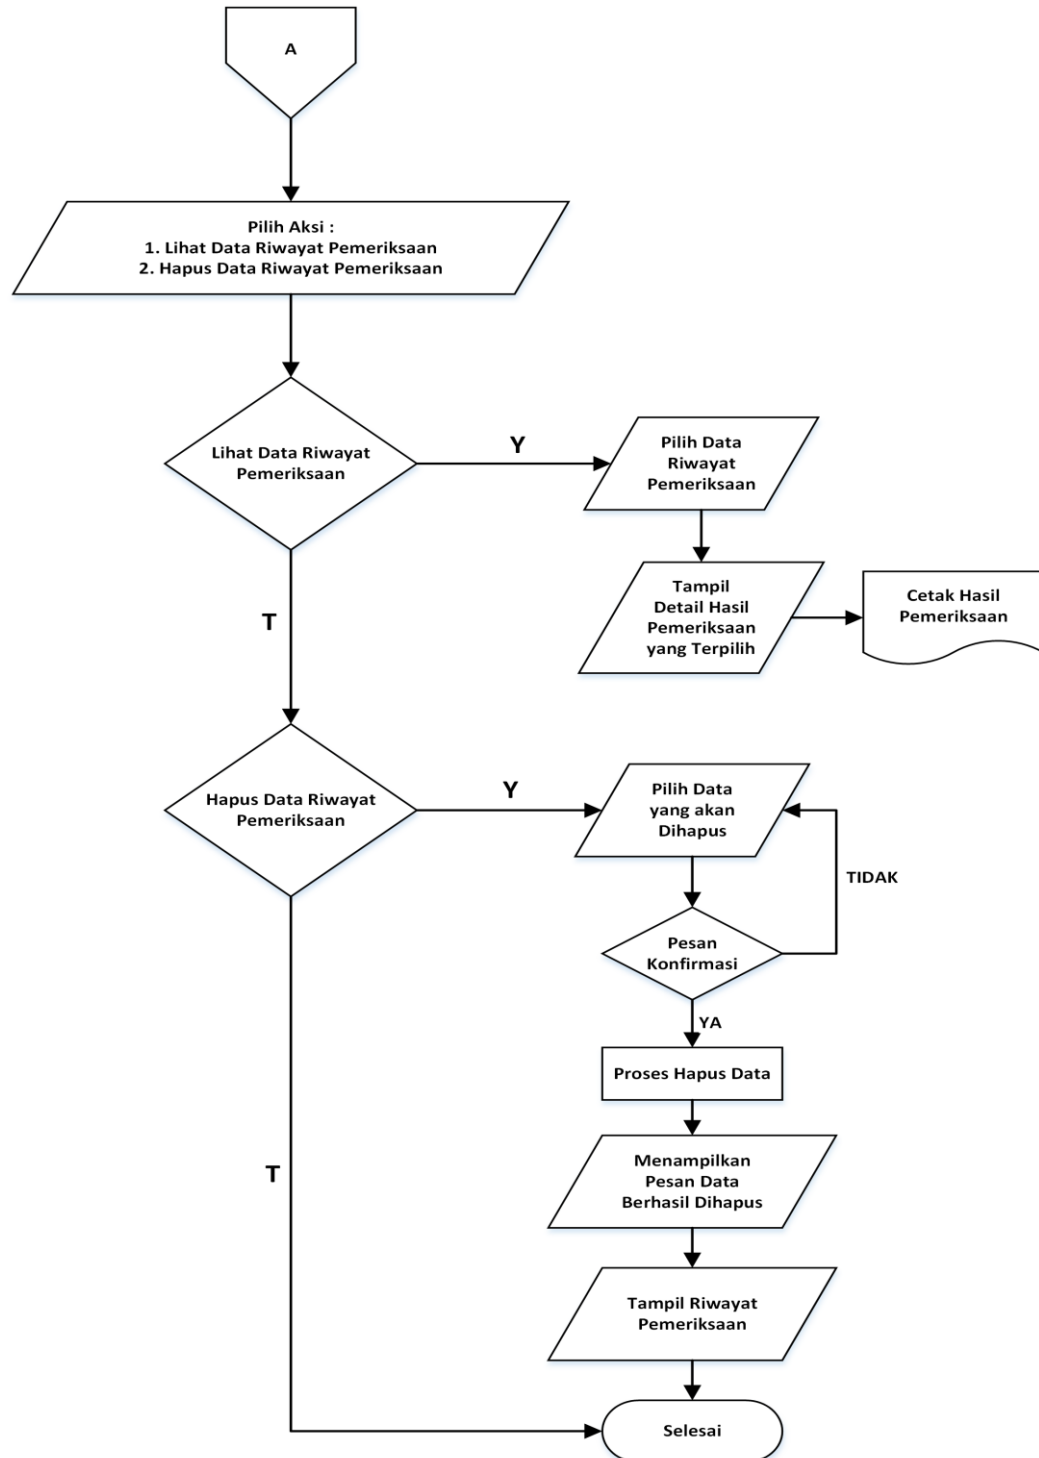 A
Pilih Aksi :
1. Lihat Data Riwayat Pemeriksaan
2. Hapus Data Riwayat Pemeriksaan
Lihat Data Riwayat
Pemeriksaan
Y
Pilih Data
Riwayat
Pemeriksaan
Tampil
Detail Hasil
Pemeriksaan
yang Terpilih
Cetak Hasil
Pemeriksaan
T
Hapus Data Riwayat
Pemeriksaan
Y
Pilih Data
yang akan
Dihapus
TIDAK
Pesan
Konfirmasi
YA
Proses Hapus Data
Menampilkan
Pesan Data
Berhasil Dihapus
T
Tampil Riwayat
Pemeriksaan
Selesai